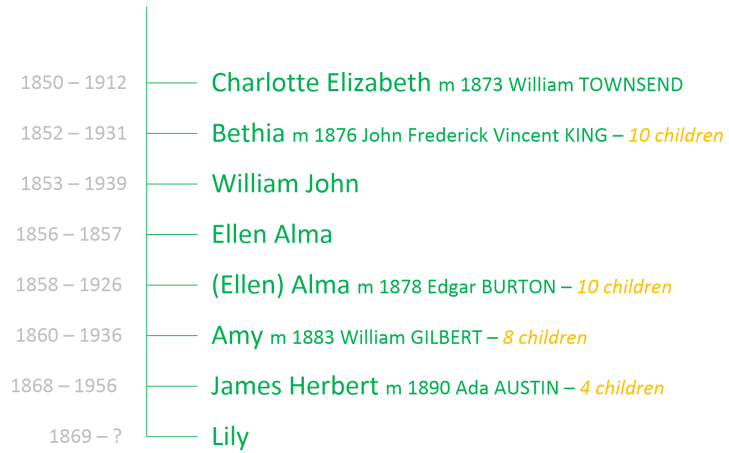 1850 – 1912 Charlotte Elizabeth m 1873 William TOWNSEND
1852 – 1931 Bethia m 1876 John Frederick Vincent KING – 10 children
1853 – 1939 William John
1856 – 1857 Ellen Alma
1858 – 1926 (Ellen) Alma m 1878 Edgar BURTON – 10 children
1860 – 1936 Amy m 1883 William GILBERT – 8 children
1868 – 1956 James Herbert m 1890 Ada AUSTIN – 4 children
1869 – ? Lily